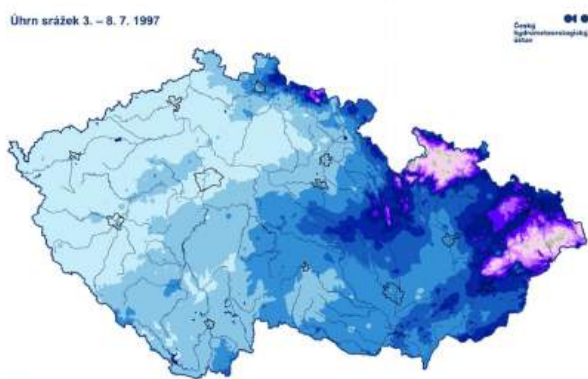 Úhrn srážek 3. – 8. 7. 1997
Český
hydrometeorologický
ústav